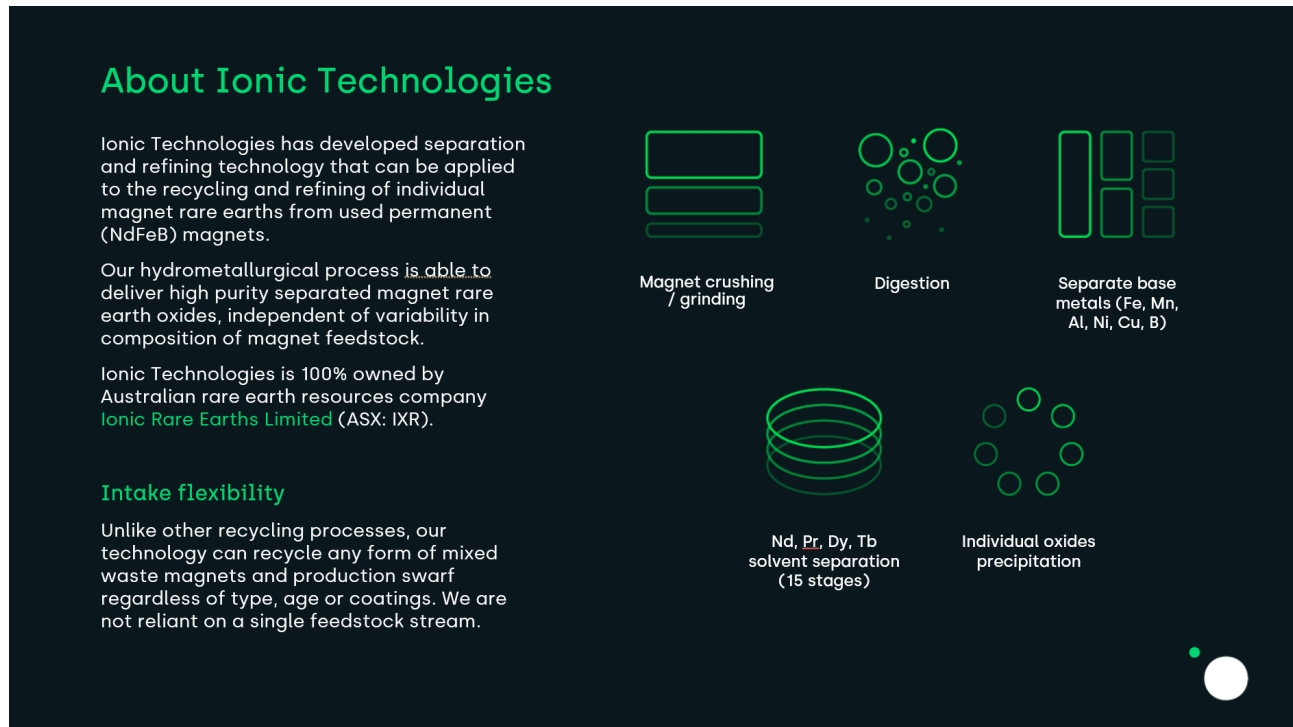 About Ionic Technologies
Ionic Technologies has developed separation
and refining technology that can be applied
to the recycling and refining of individual
magnet rare earths from used permanent
(NdFeB) magnets.
Our hydrometallurgical process is able to
deliver high purity separated magnet rare
earth oxides, independent of variability in
composition of magnet feedstock.
Ionic Technologies is 100% owned by
Australian rare earth resources company
Ionic Rare Earths Limited (ASX: IXR).
Intake flexibility
Unlike other recycling processes, our
technology can recycle any form of mixed
waste magnets and production swarf
regardless of type, age or coatings. We are
not reliant on a single feedstock stream.
Magnet crushing
/ grinding
Digestion
Separate base
metals (Fe, Mn,
Al, Ni, Cu, B)
Nd, Pr, Dy, Tb
solvent separation
(15 stages)
Individual oxides
precipitation